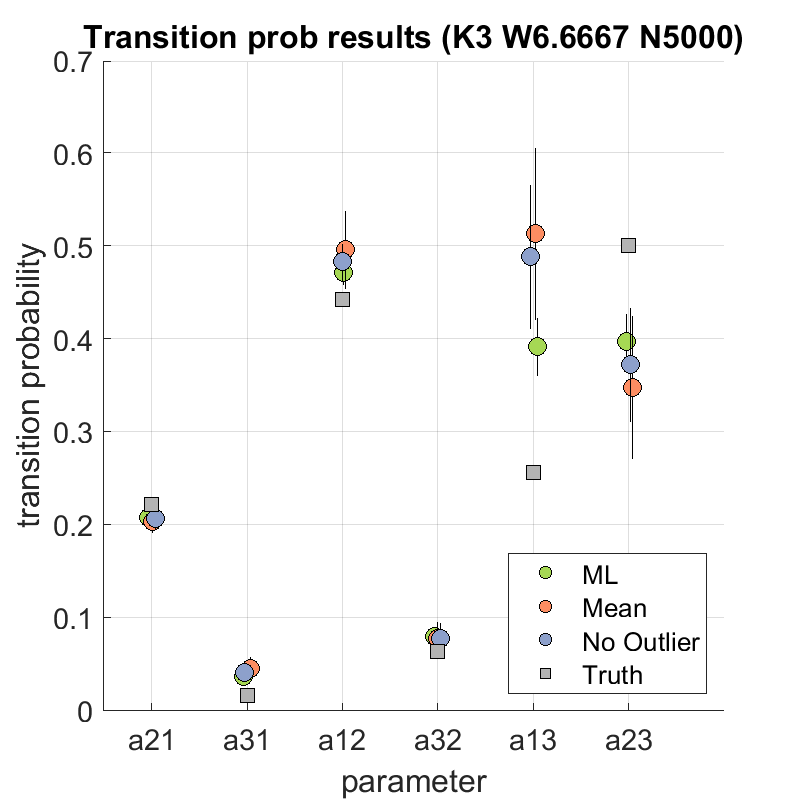 Transition prob results (K3 W6.6667 N5000)
0.7
0.6
0.5
0.4
0.3
0.2
0.1
0
transition probability
ML
Mean
No Outlier
Truth
a21 a31 a12 a32 a13 a23
parameter